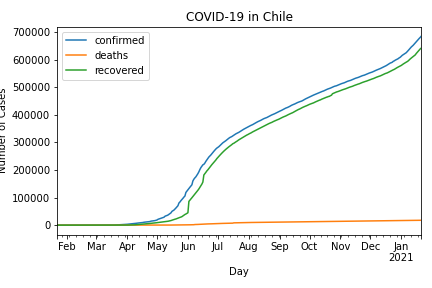 COVID-19 in Chile
700000
600000
500000
400000
300000
200000
100000
0
Number of Cases
confirmed
deaths
recovered
Feb Mar Apr May Jun Jul Aug Sep Oct Nov Dec Jan
2021
Day